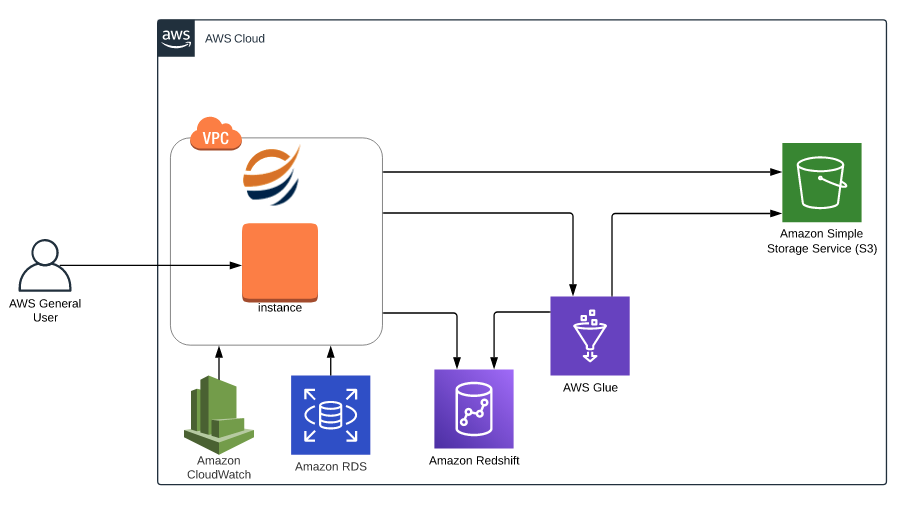 aws
AWS Cloud
VPC
instance
AWS General
User
Amazon Simple
Storage Service (S3)
AWS Glue
Amazon
CloudWatch
Amazon RDS
Amazon Redshift